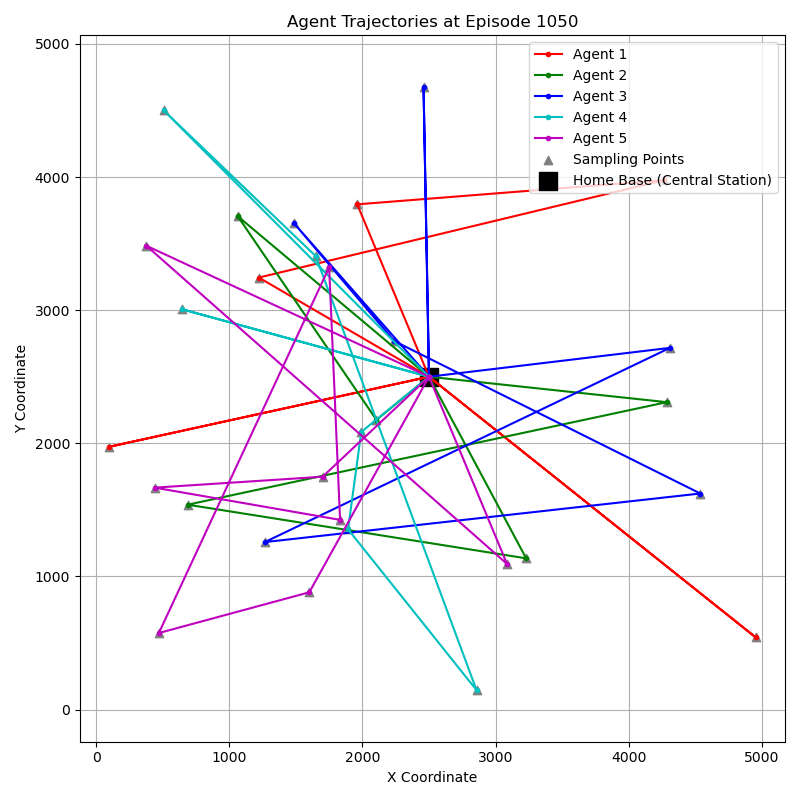 Agent Trajectories at Episode 1050
Agent 1
Agent 2
Agent 3
Agent 4
Agent 5
Sampling Points
Home Base (Central Station)
Y Coordinate
5000
4000
3000
2000
1000
0
0 1000 2000 3000 4000 5000
X Coordinate